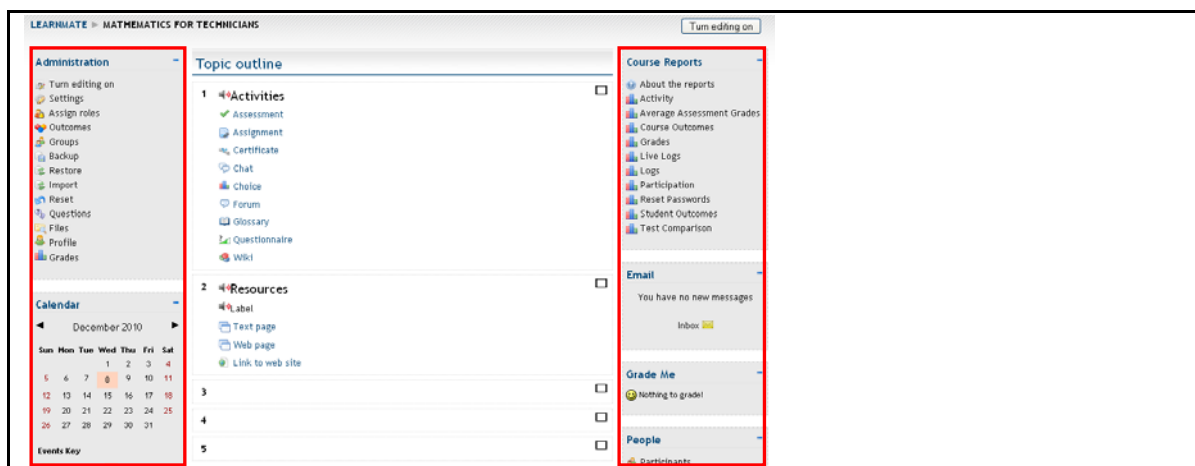 LEARNMATE ► MATHEMATICS FOR TECHNICIANS
Turn editing on
Administration
Turn editing on
Settings
Assign roles
Outcomes
Groups
Backup
Restore
Import
Reset
Questions
Files
Profile
Grades
Calendar
◄ December 2010 ►
Sun Mon Tue Wed Thu Fri Sat
1 2 3 4
5 6 7 8 9 10 11
12 13 14 15 16 17 18
19 20 21 22 23 24 25
26 27 28 29 30 31
Events Key
Topic outline
1 Activities
Assessment
Assignment
Certificate
Chat
Choice
Forum
Glossary
Questionnaire
Wiki
2 Resources
Label
Text page
Web page
Link to web site
3
4
5
Course Reports
About the reports
Activity
Average Assessment Grades
Course Outcomes
Grades
Live Logs
Logs
Participation
Reset Passwords
Student Outcomes
Test Comparison
Email
You have no new messages
Inbox
Grade Me
Nothing to grade!
People
Participants